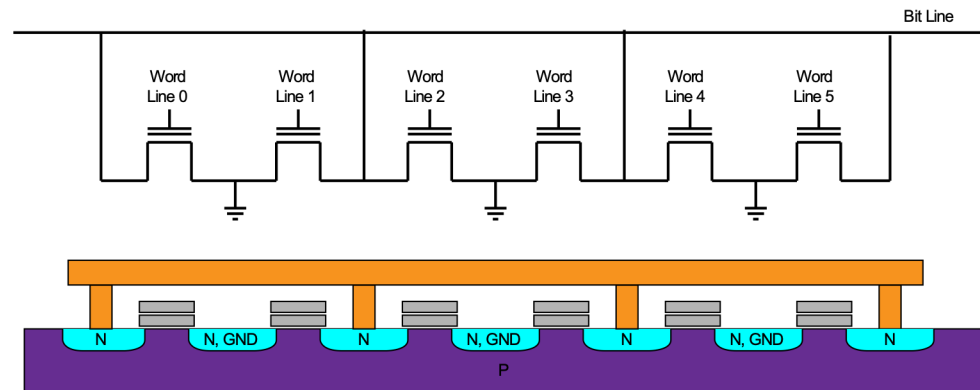 Bit Line
Word
Line 0
Word
Line 1
Word
Line 2
Word
Line 3
Word
Line 4
Word
Line 5
N
N, GND
N
N, GND
N
N, GND
N
P